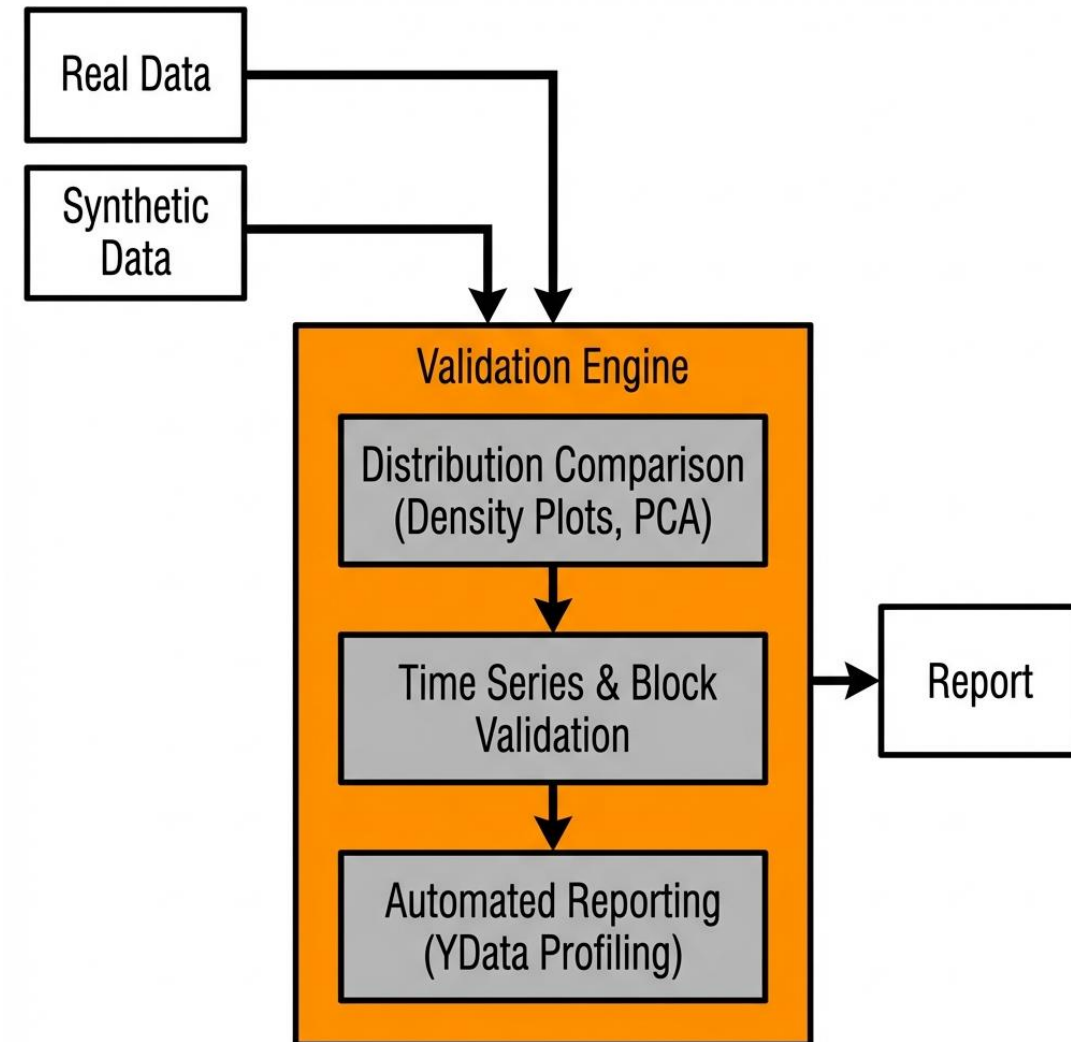 Real Data
Synthetic
Data
Validation Engine
Distribution Comparison
(Density Plots, PCA)
Time Series & Block
Validation
Report
Automated Reporting
(YData Profiling)